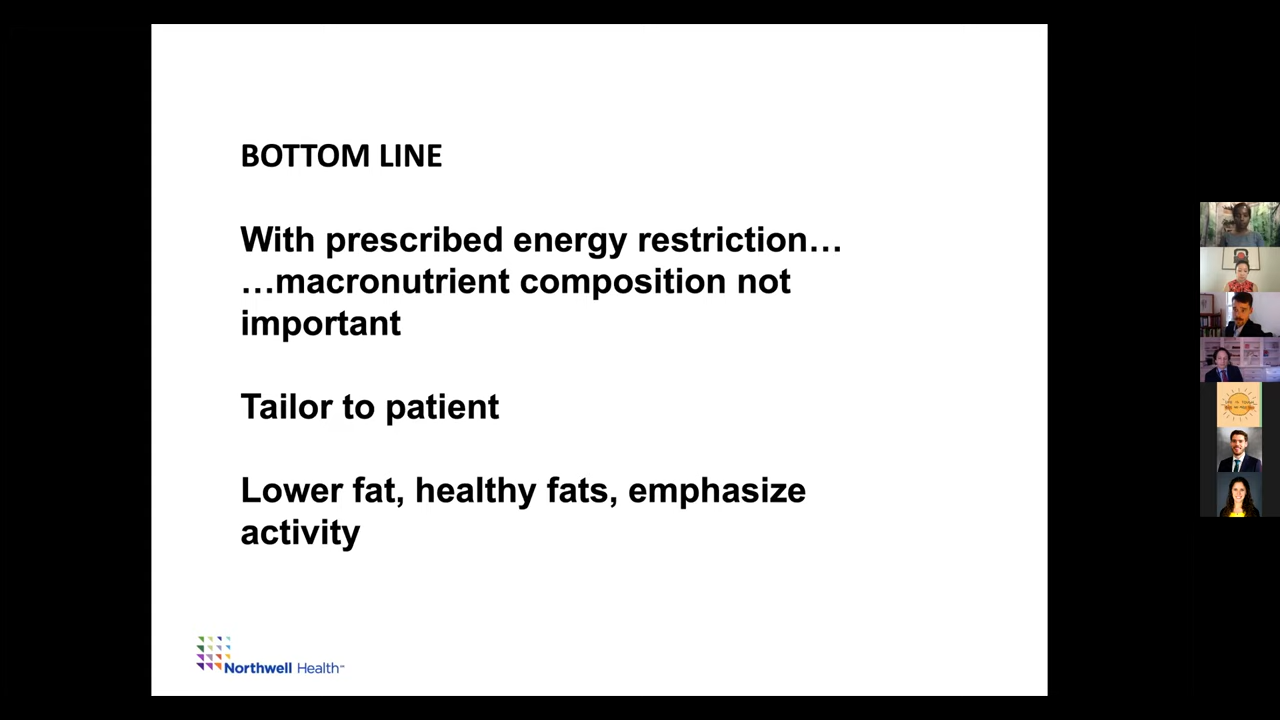 BOTTOM LINE
With prescribed energy restriction…
…macronutrient composition not
important
Tailor to patient
Lower fat, healthy fats, emphasize
activity
Northwell Health℠